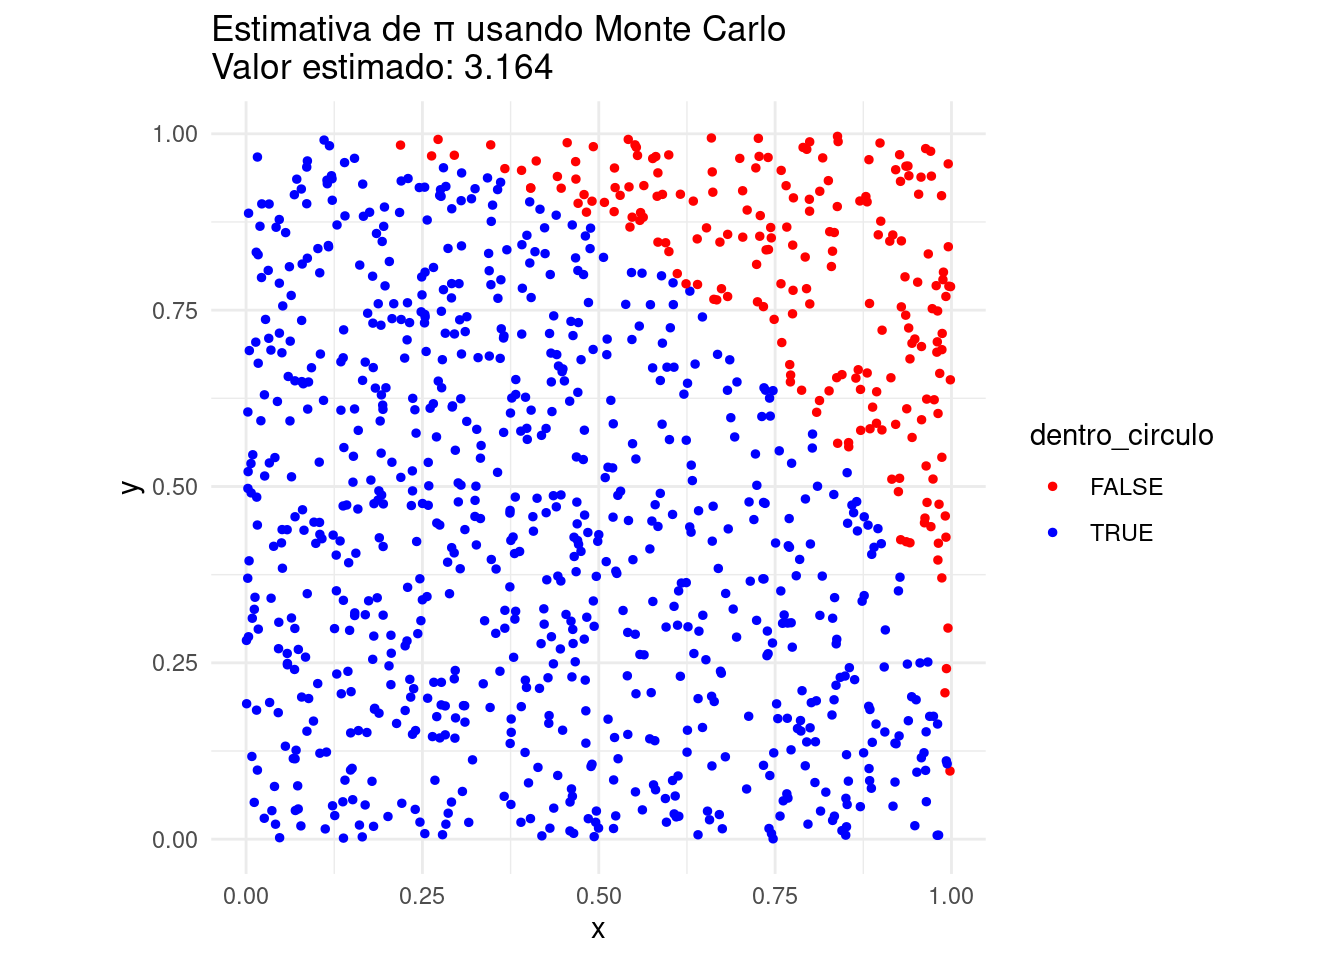 Estimativa de π usando Monte Carlo
Valor estimado: 3.164
1.00
0.75
0.50
0.25
0.00
y
0.00 0.25 0.50 0.75 1.00
x
dentro_circulo
FALSE
TRUE